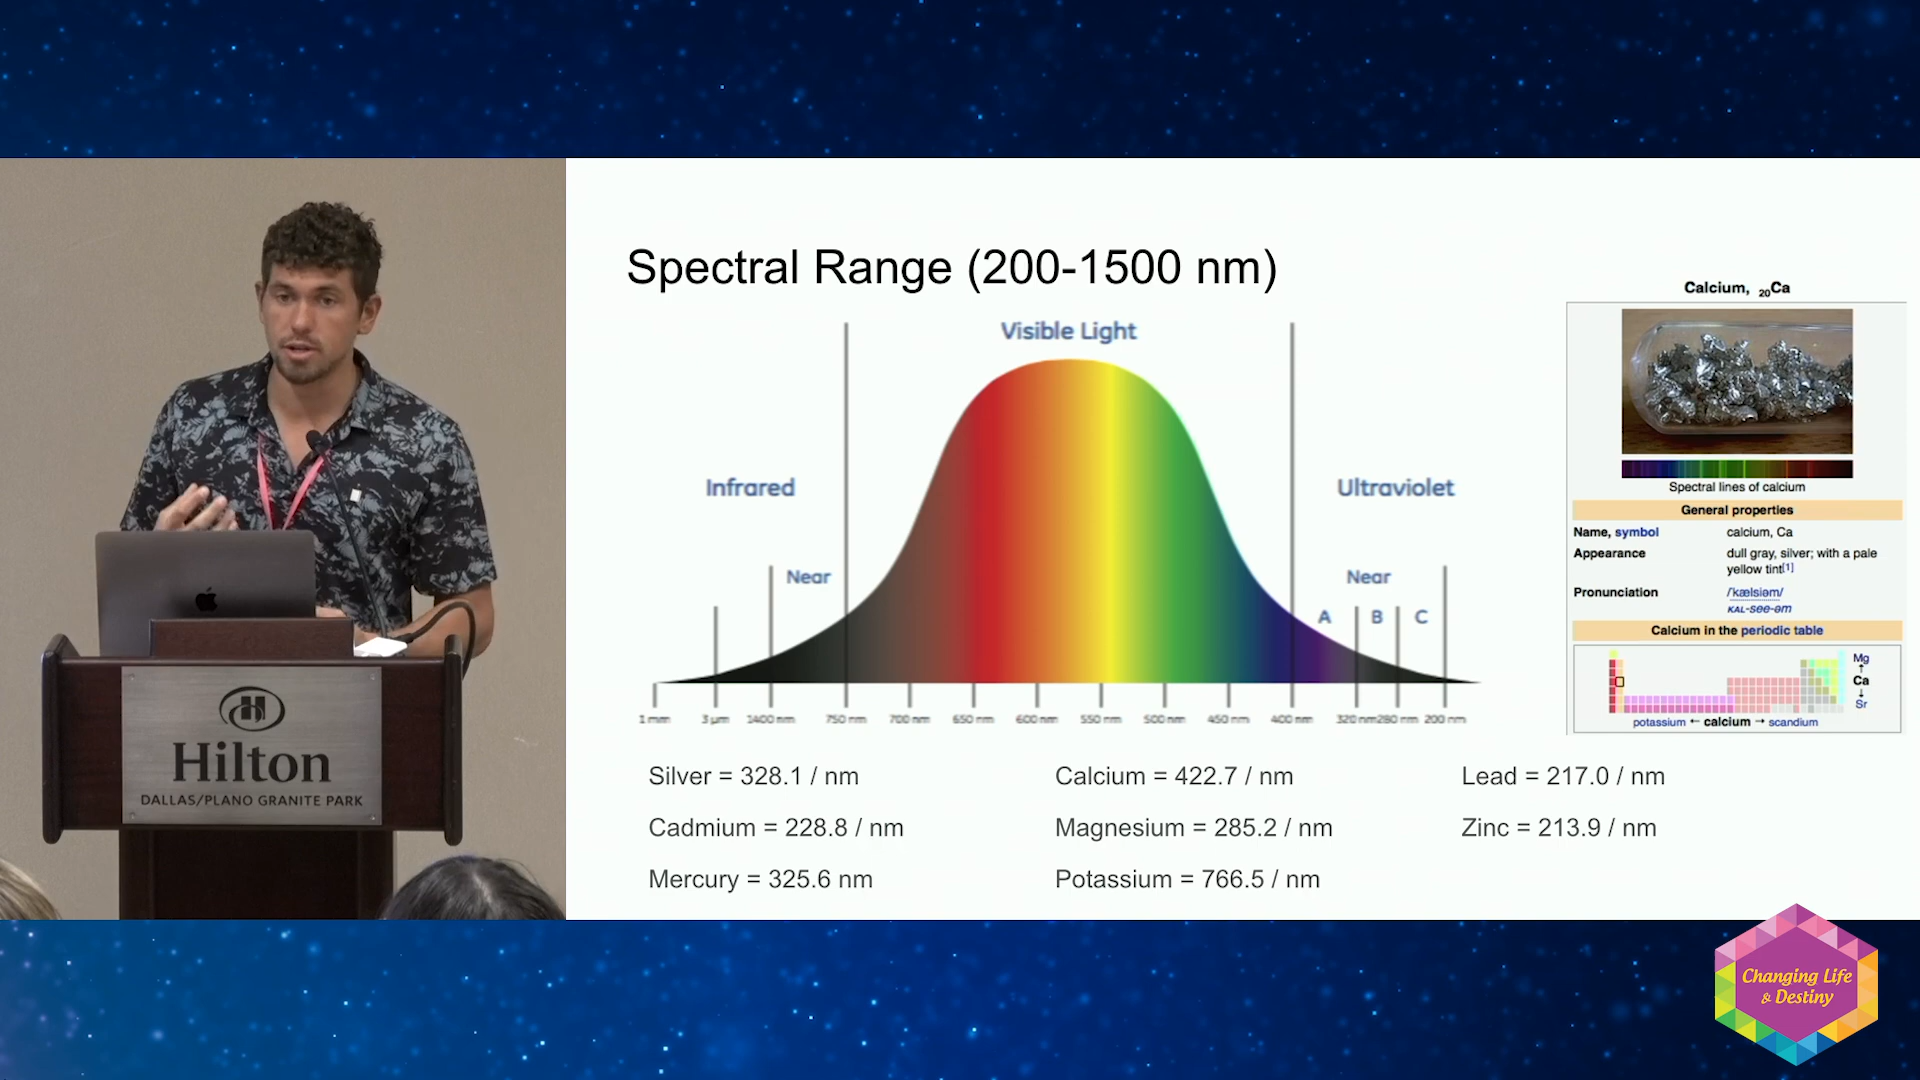 Spectral Range (200-1500 nm)
Visible Light
Infrared
Ultraviolet
Near
Near
A
B
C
1 mm
3 µm
1400 nm
750 nm
700 nm
650 nm
600 nm
550 nm
500 nm
450 nm
400 nm
320 nm
280 nm
200 nm
Calcium, 20Ca
Spectral lines of calcium
General properties
Name, symbol calcium, Ca
Appearance dull gray, silver; with a pale
yellow tint[1]
Pronunciation /ˈkælsiəm/
KAL-see-əm
Calcium in the periodic table
Mg
↑
Ca
↓
Sr
potassium ← calcium → scandium
Silver = 328.1 / nm
Calcium = 422.7 / nm
Lead = 217.0 / nm
Cadmium = 228.8 / nm
Magnesium = 285.2 / nm
Zinc = 213.9 / nm
Mercury = 325.6 nm
Potassium = 766.5 / nm
H
Hilton
DALLAS/PLANO GRANITE PARK
Changing Life
& Destiny